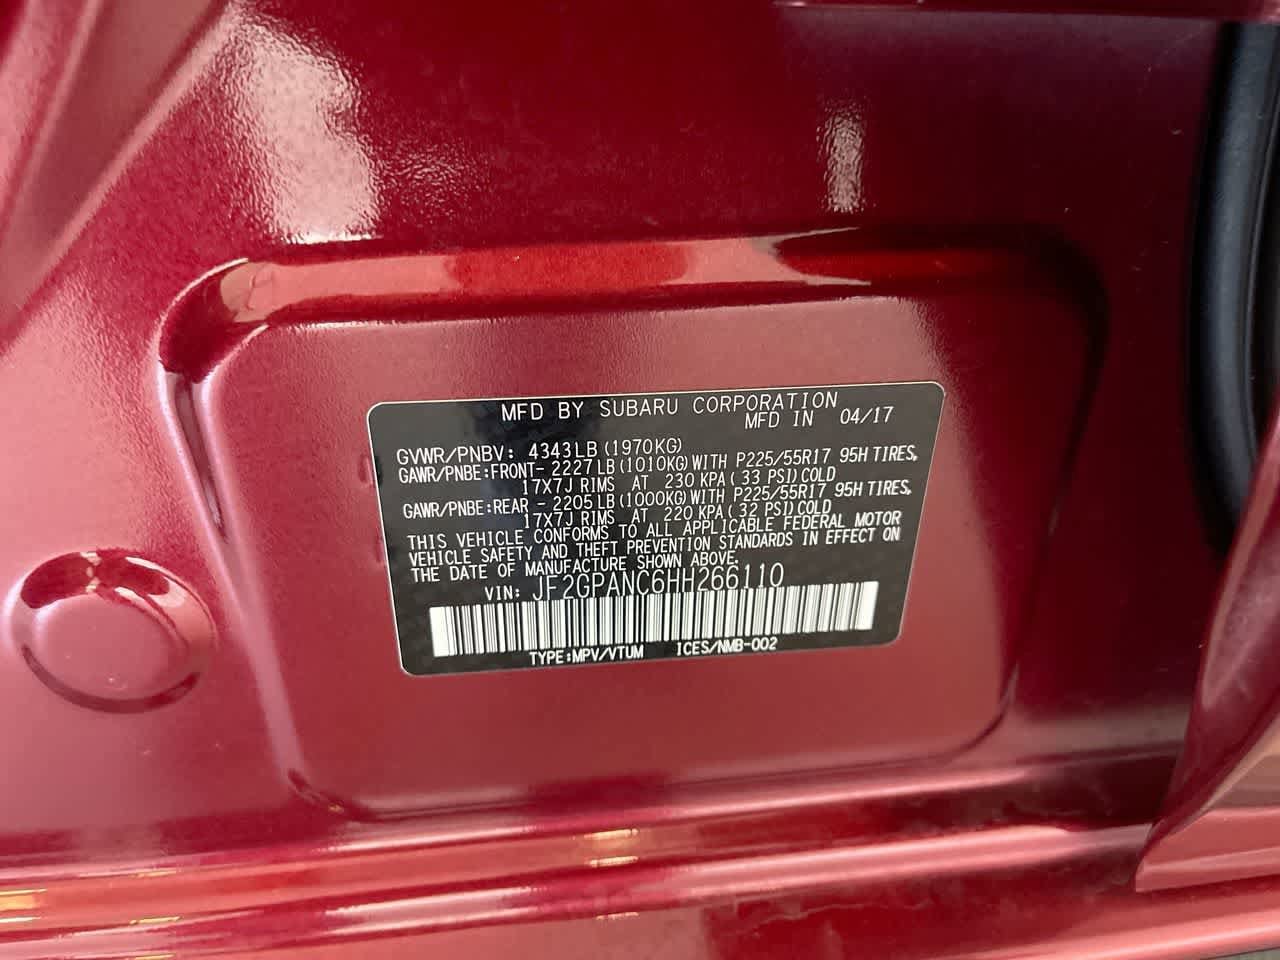 MFD BY SUBARU CORPORATION
MFD IN 04/17
GVWR/PNBV: 4343LB(1970KG)
GAWR/PNBE:FRONT- 2227LB(1010KG)WITH P225/55R17 95H TIRES,
17X7J RIMS AT 230 KPA( 33 PSI)COLD
GAWR/PNBE:REAR - 2205LB(1000KG)WITH P225/55R17 95H TIRES,
17X7J RIMS AT 220 KPA( 32 PSI)COLD
THIS VEHICLE CONFORMS TO ALL APPLICABLE FEDERAL MOTOR
VEHICLE SAFETY AND THEFT PREVENTION STANDARDS IN EFFECT ON
THE DATE OF MANUFACTURE SHOWN ABOVE.
VIN: JF2GPANC6HH266110
TYPE:MPV/VTUM ICES/NMB-002